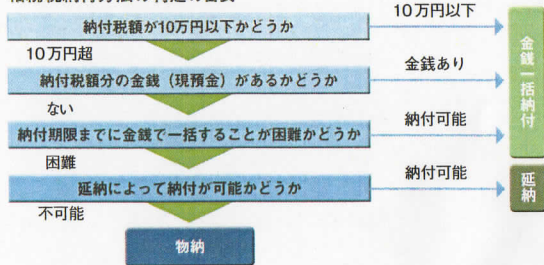 納付税額が10万円以下かどうか
10万円以下
10万円超
納付税額分の金銭（現預金）があるかどうか
金銭あり
ない
納付期限までに金銭で一括することが困難かどうか
納付可能
困難
延納によって納付が可能かどうか
納付可能
不可能
物納
金銭一括納付
延納